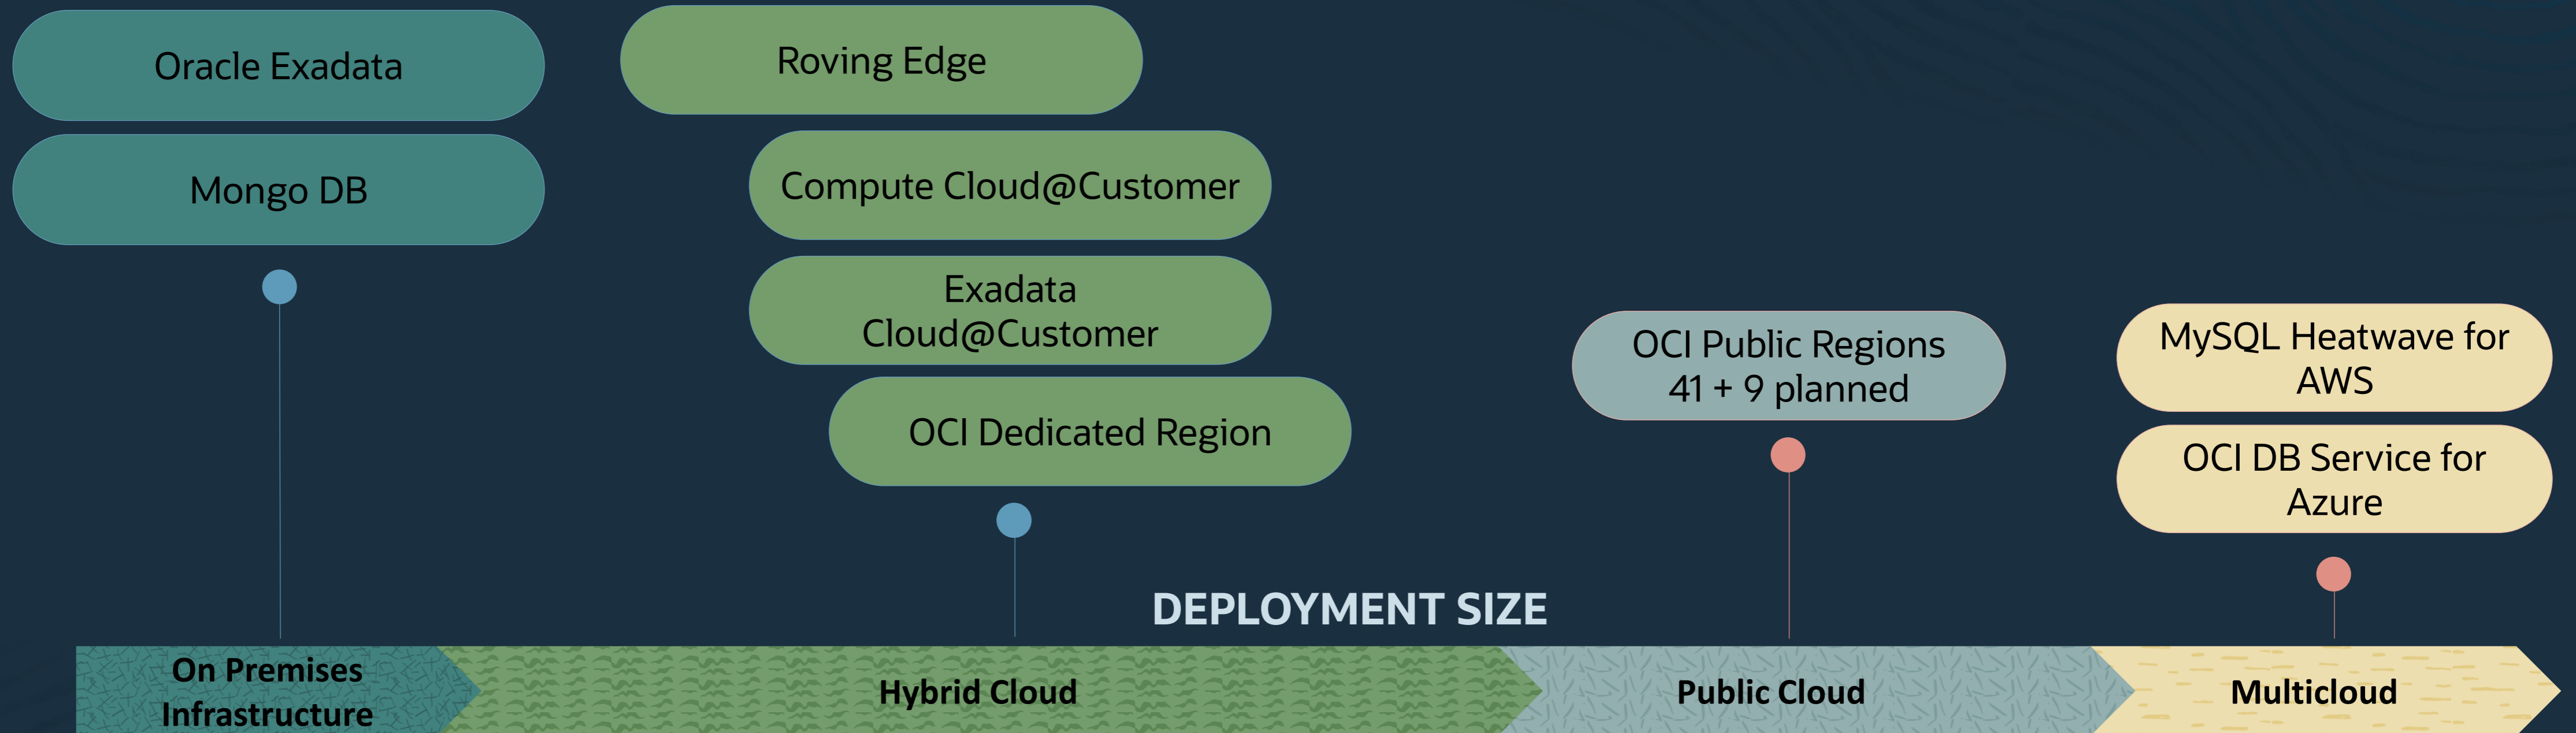 Oracle Exadata
Mongo DB
Roving Edge
Compute Cloud@Customer
Exadata
Cloud@Customer
OCI Dedicated Region
OCI Public Regions
41 + 9 planned
MySQL Heatwave for
AWS
OCI DB Service for
Azure
DEPLOYMENT SIZE
On Premises
Infrastructure
Hybrid Cloud
Public Cloud
Multicloud